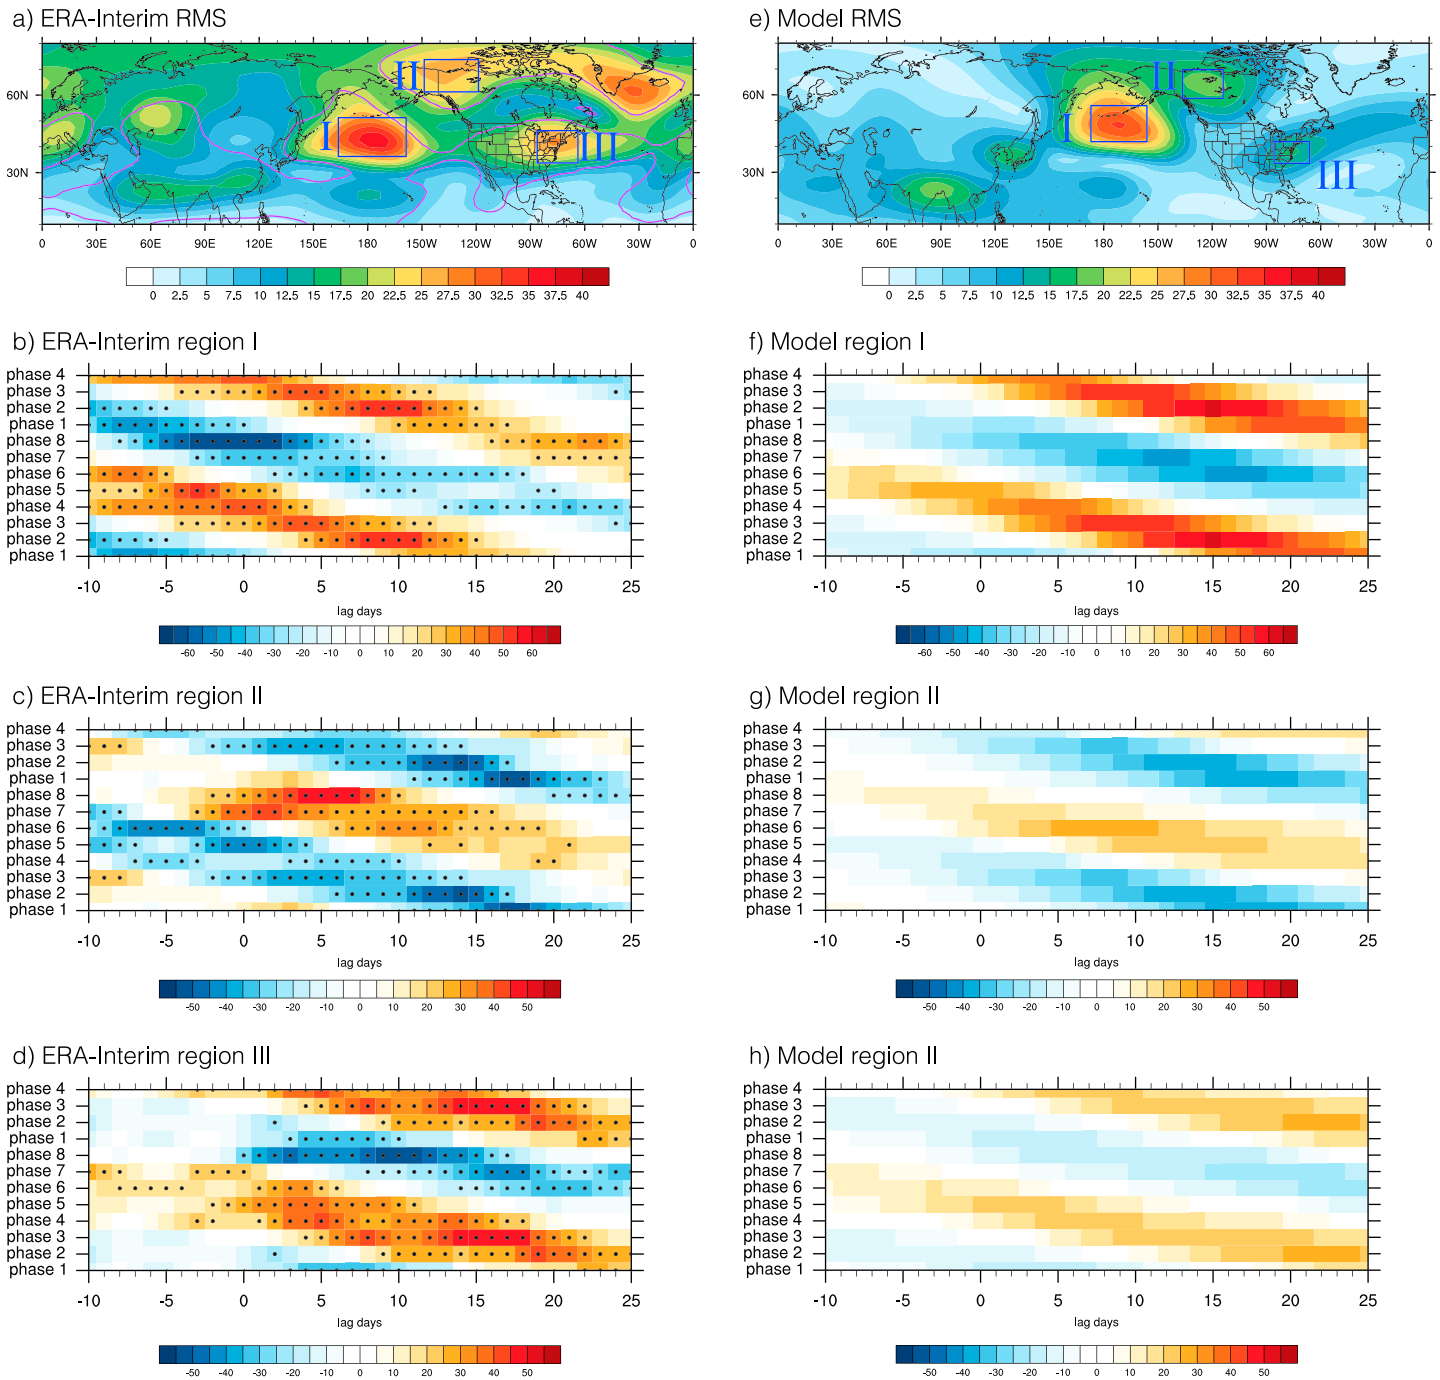 a) ERA-Interim RMS
60N
30N
I
II
III
0 30E 60E 90E 120E 150E 180 150W 120W 90W 60W 30W 0
0 2.5 5 7.5 10 12.5 15 17.5 20 22.5 25 27.5 30 32.5 35 37.5 40
b) ERA-Interim region I
phase 4
phase 3
phase 2
phase 1
phase 8
phase 7
phase 6
phase 5
phase 4
phase 3
phase 2
phase 1
-10 -5 0 5 10 15 20 25
lag days
-60 -50 -40 -30 -20 -10 0 10 20 30 40 50 60
c) ERA-Interim region II
phase 4
phase 3
phase 2
phase 1
phase 8
phase 7
phase 6
phase 5
phase 4
phase 3
phase 2
phase 1
-10 -5 0 5 10 15 20 25
lag days
-50 -40 -30 -20 -10 0 10 20 30 40 50
d) ERA-Interim region III
phase 4
phase 3
phase 2
phase 1
phase 8
phase 7
phase 6
phase 5
phase 4
phase 3
phase 2
phase 1
-10 -5 0 5 10 15 20 25
lag days
-50 -40 -30 -20 -10 0 10 20 30 40 50
e) Model RMS
60N
30N
I
II
III
0 30E 60E 90E 120E 150E 180 150W 120W 90W 60W 30W 0
0 2.5 5 7.5 10 12.5 15 17.5 20 22.5 25 27.5 30 32.5 35 37.5 40
f) Model region I
phase 4
phase 3
phase 2
phase 1
phase 8
phase 7
phase 6
phase 5
phase 4
phase 3
phase 2
phase 1
-10 -5 0 5 10 15 20 25
lag days
-60 -50 -40 -30 -20 -10 0 10 20 30 40 50 60
g) Model region II
phase 4
phase 3
phase 2
phase 1
phase 8
phase 7
phase 6
phase 5
phase 4
phase 3
phase 2
phase 1
-10 -5 0 5 10 15 20 25
lag days
-50 -40 -30 -20 -10 0 10 20 30 40 50
h) Model region II
phase 4
phase 3
phase 2
phase 1
phase 8
phase 7
phase 6
phase 5
phase 4
phase 3
phase 2
phase 1
-10 -5 0 5 10 15 20 25
lag days
-50 -40 -30 -20 -10 0 10 20 30 40 50